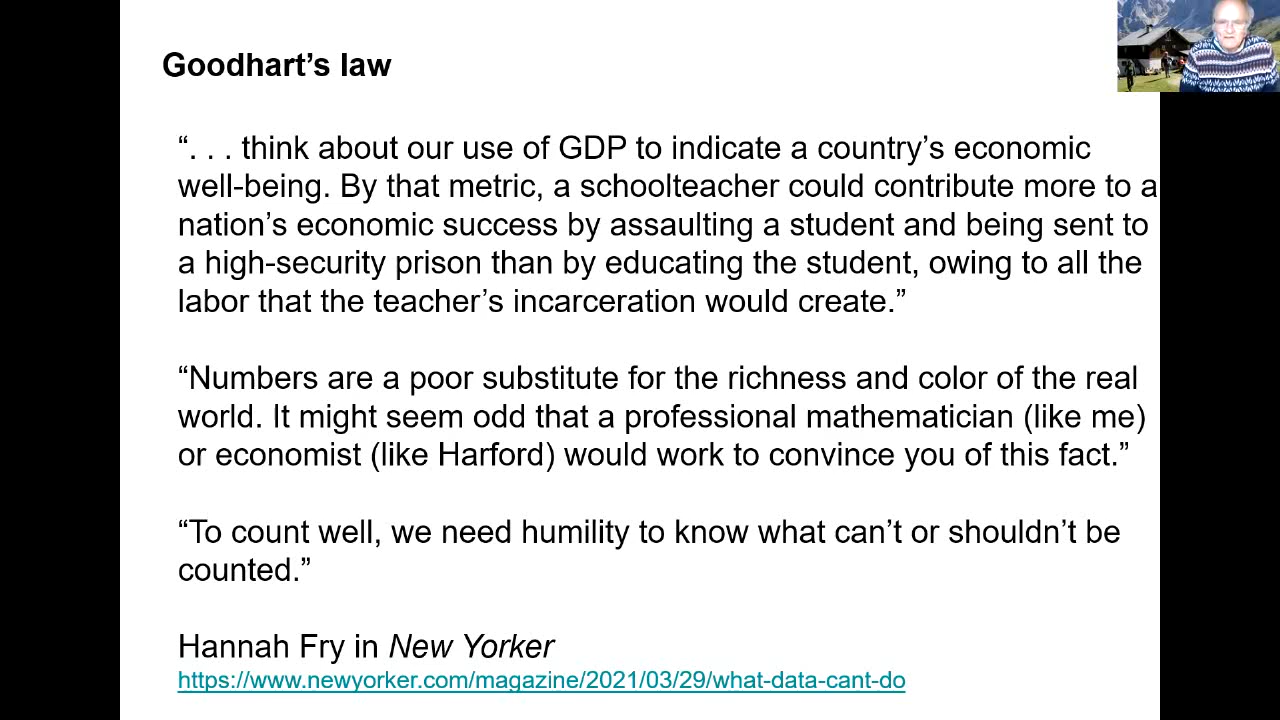 Goodhart’s law
“. . . think about our use of GDP to indicate a country’s economic
well-being. By that metric, a schoolteacher could contribute more to a
nation’s economic success by assaulting a student and being sent to
a high-security prison than by educating the student, owing to all the
labor that the teacher’s incarceration would create.”
“Numbers are a poor substitute for the richness and color of the real
world. It might seem odd that a professional mathematician (like me)
or economist (like Harford) would work to convince you of this fact.”
“To count well, we need humility to know what can’t or shouldn’t be
counted.”
Hannah Fry in New Yorker
https://www.newyorker.com/magazine/2021/03/29/what-data-cant-do